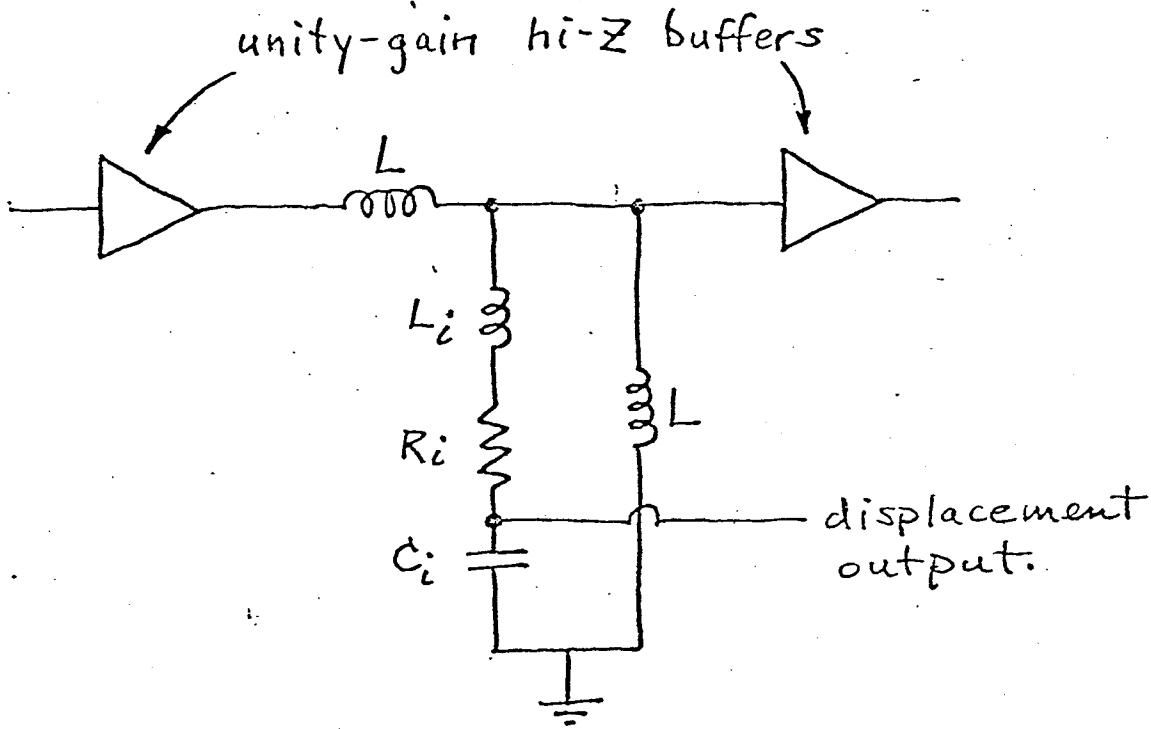 unity-gain hi-Z buffers
L
Li
L
Ri
displacement
Ci
output.